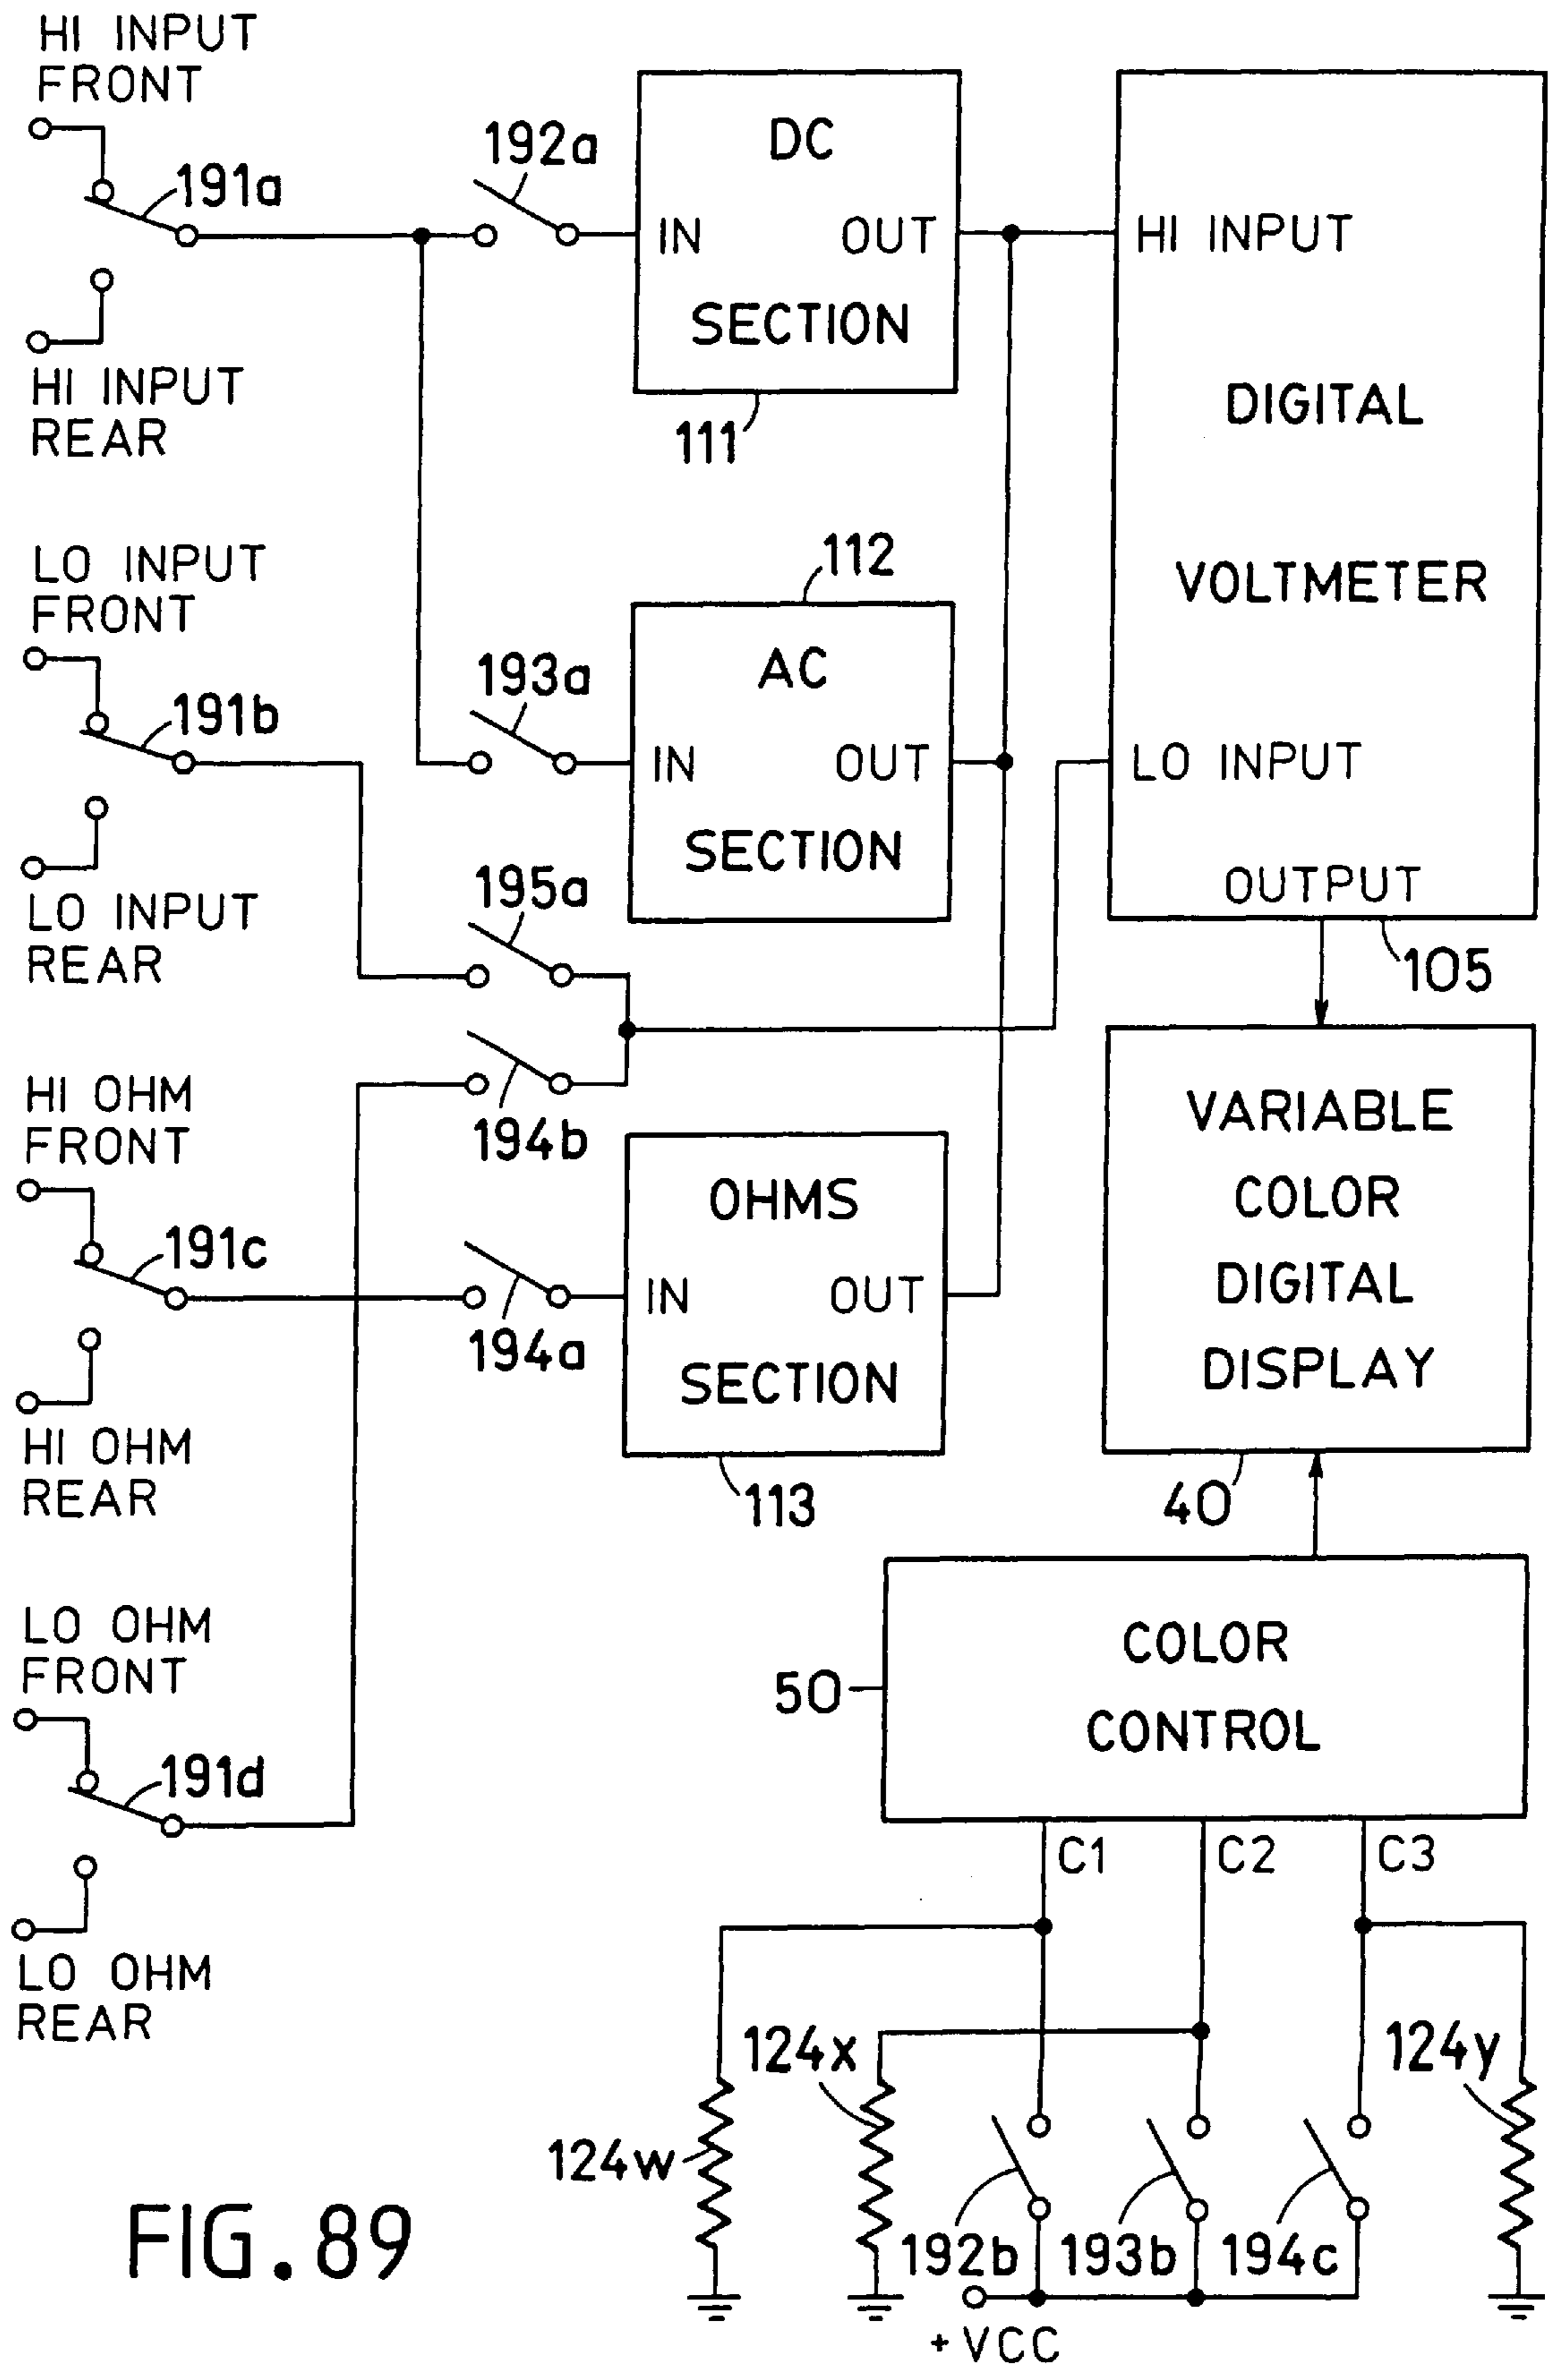 HI INPUT
FRONT
191a
HI INPUT
REAR
192a
DC
IN OUT
SECTION
111
HI INPUT
DIGITAL
VOLTMETER
LO INPUT
OUTPUT
105
LO INPUT
FRONT
191b
LO INPUT
REAR
193a
112
AC
IN OUT
SECTION
195a
194b
HI OHM
FRONT
191c
HI OHM
REAR
194a
OHMS
IN OUT
SECTION
113
VARIABLE
COLOR
DIGITAL
DISPLAY
40
LO OHM
FRONT
191d
LO OHM
REAR
50
COLOR
CONTROL
C1 C2 C3
124w
124x
124y
192b 193b 194c
+VCC
FIG.89